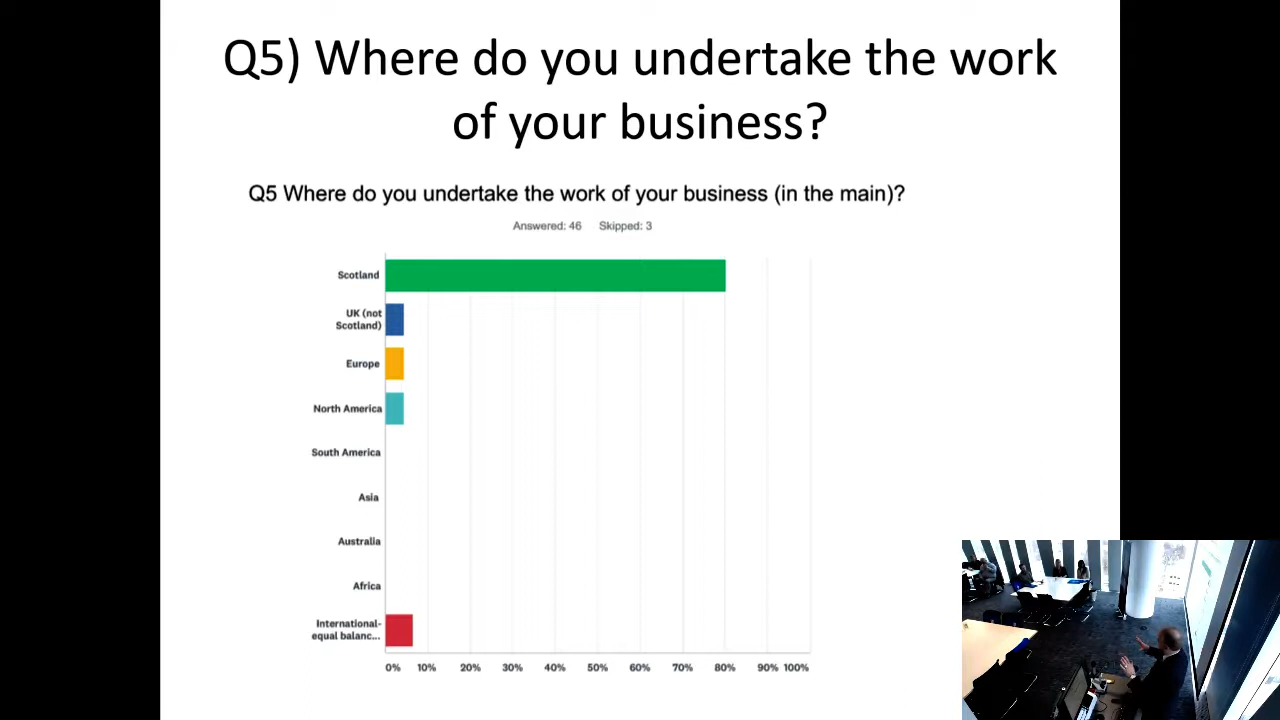 Q5) Where do you undertake the work
of your business?
Q5 Where do you undertake the work of your business (in the main)?
Answered: 46 Skipped: 3
Scotland
UK (not
Scotland)
Europe
North America
South America
Asia
Australia
Africa
International-
equal balanc...
0% 10% 20% 30% 40% 50% 60% 70% 80% 90% 100%